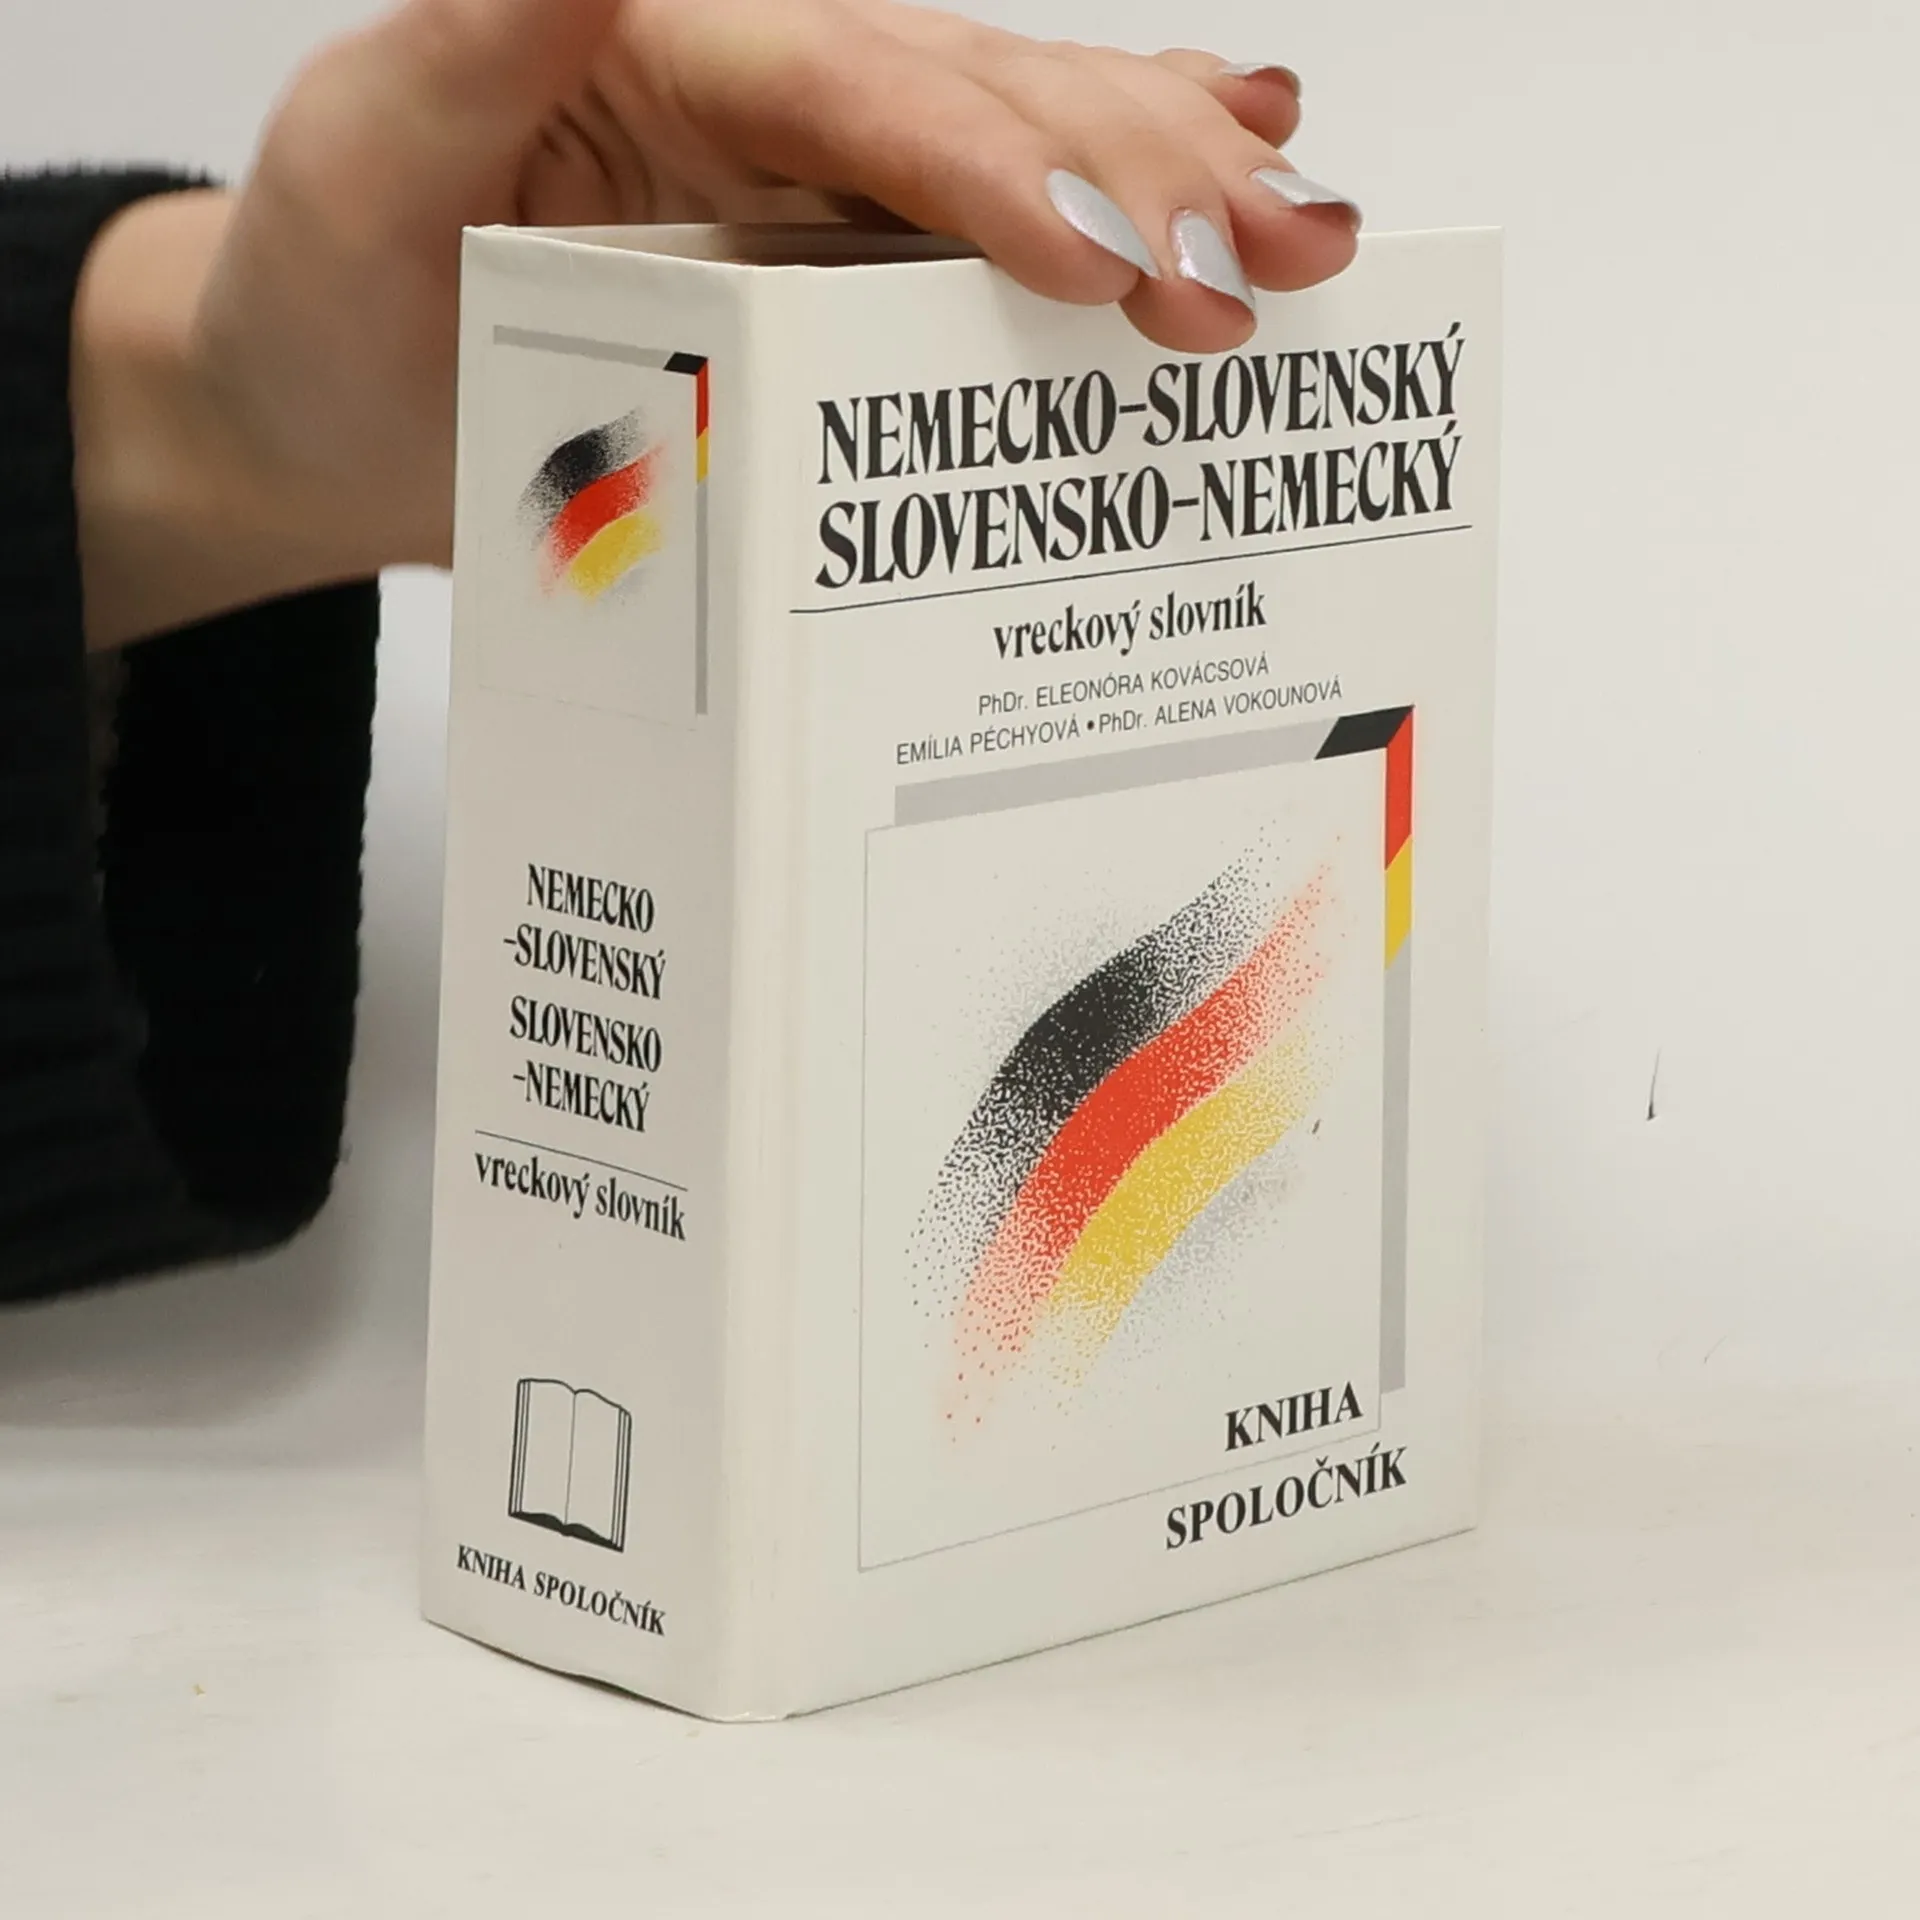 NEMECKO-SLOVENSKÝ
SLOVENSKO-NEMECKÝ
vreckový slovník
PhDr. ELEONÓRA KOVÁCSOVÁ
EMÍLIA PÉCHYOVÁ • PhDr. ALENA VOKOUNOVÁ
KNIHA
SPOLOČNÍK
NEMECKO
-SLOVENSKÝ
SLOVENSKO
-NEMECKÝ
vreckový slovník
KNIHA SPOLOČNÍK